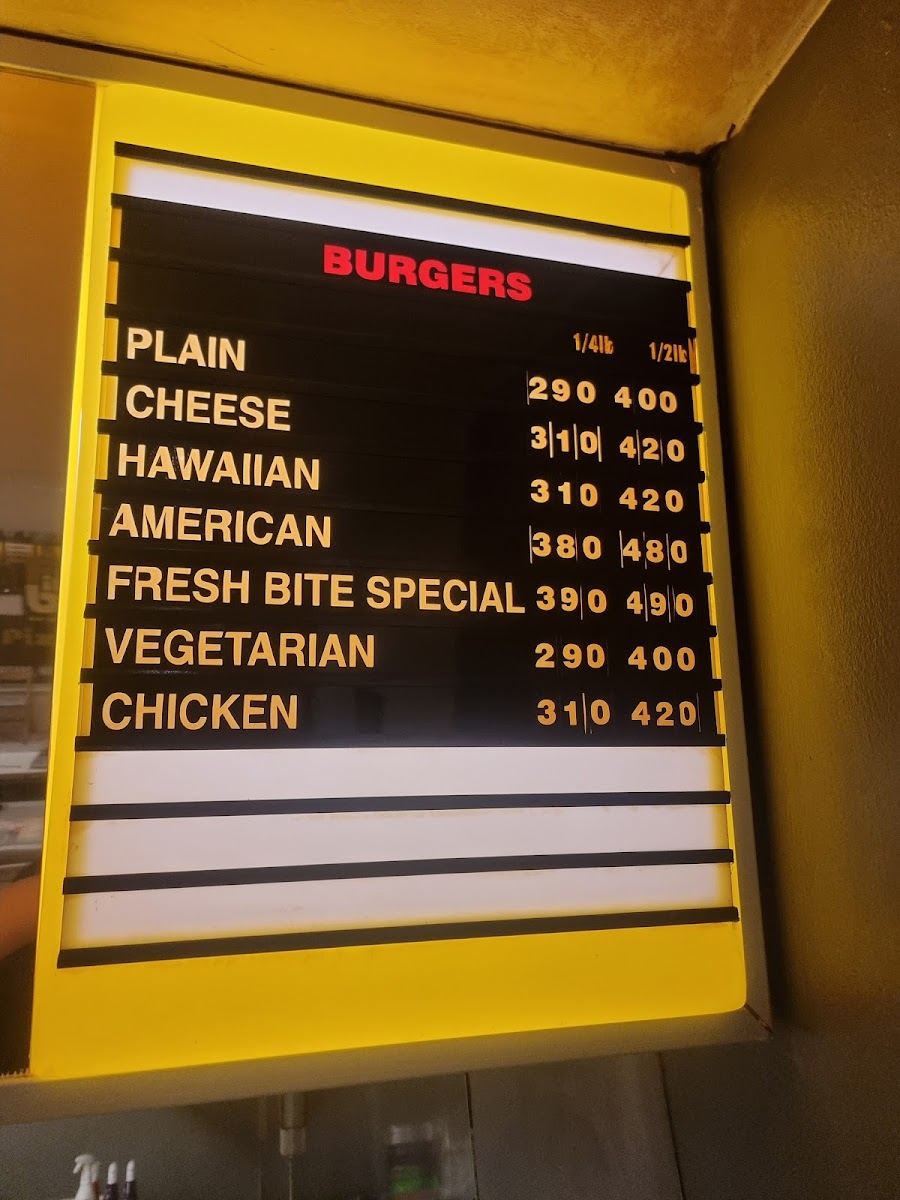 BURGERS
1/4lb 1/2lb
PLAIN 290 400
CHEESE 310 420
HAWAIIAN 310 420
AMERICAN 380 480
FRESH BITE SPECIAL 390 490
VEGETARIAN 290 400
CHICKEN 310 420